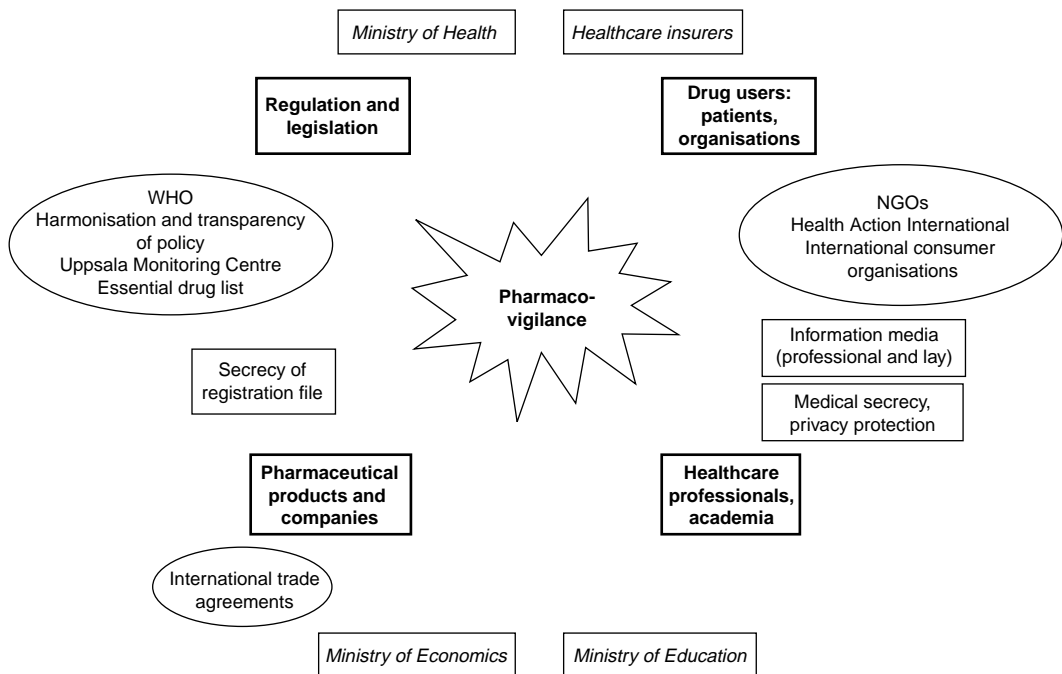 Ministry of Health
Healthcare insurers
Regulation and
legislation
Drug users:
patients,
organisations
WHO
Harmonisation and transparency
of policy
Uppsala Monitoring Centre
Essential drug list
NGOs
Health Action International
International consumer
organisations
Pharmaco-
vigilance
Information media
(professional and lay)
Secrecy of
registration file
Medical secrecy,
privacy protection
Pharmaceutical
products and
companies
Healthcare
professionals,
academia
International trade
agreements
Ministry of Economics
Ministry of Education